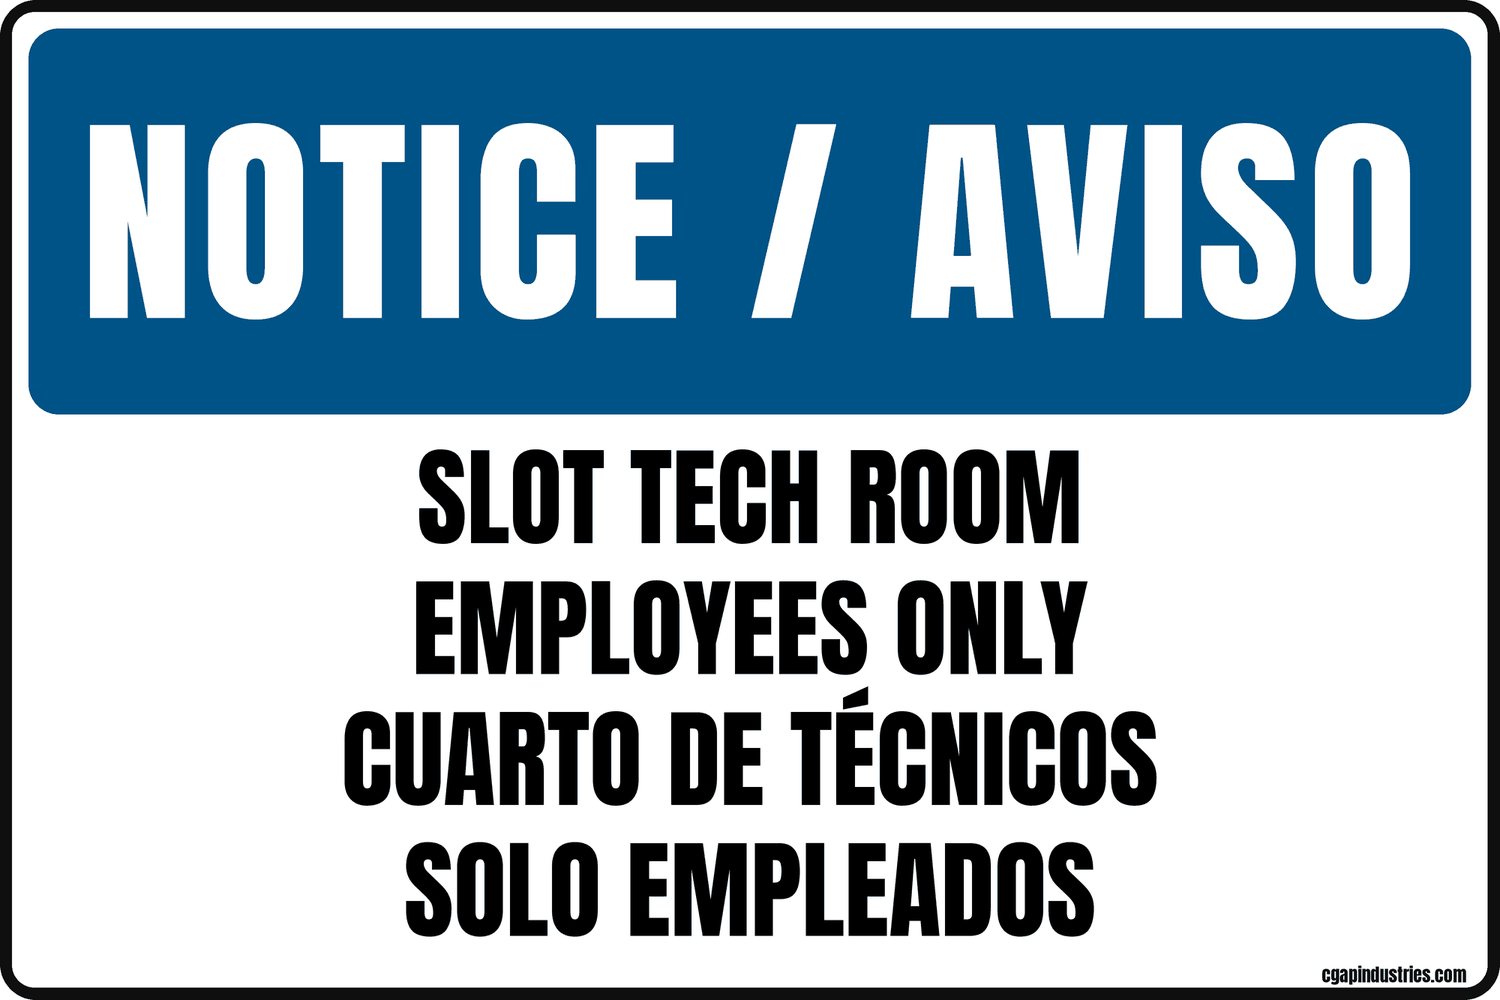 NOTICE / AVISO
SLOT TECH ROOM
EMPLOYEES ONLY
CUARTO DE TÉCNICOS
SOLO EMPLEADOS
cgapindustries.com